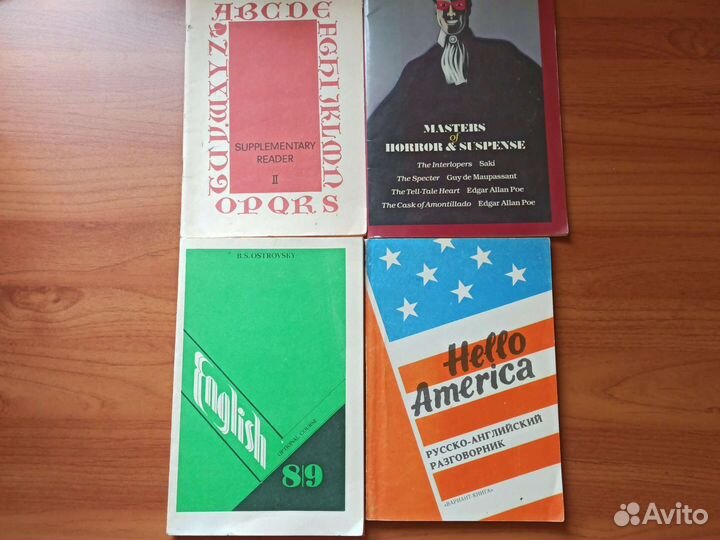 ABCDE
FGHIJKLMN
OPQRS
TUVWXYZ
SUPPLEMENTARY
READER
II
MASTERS
of
HORROR & SUSPENSE
The Interlopers Saki
The Specter Guy de Maupassant
The Tell-Tale Heart Edgar Allan Poe
The Cask of Amontillado Edgar Allan Poe
B. S. OSTROVSKY
English
OPTIONAL COURSE
8/9
Hello
America
РУССКО-АНГЛИЙСКИЙ
РАЗГОВОРНИК
«ВАРИАНТ-КНИГА»
Avito